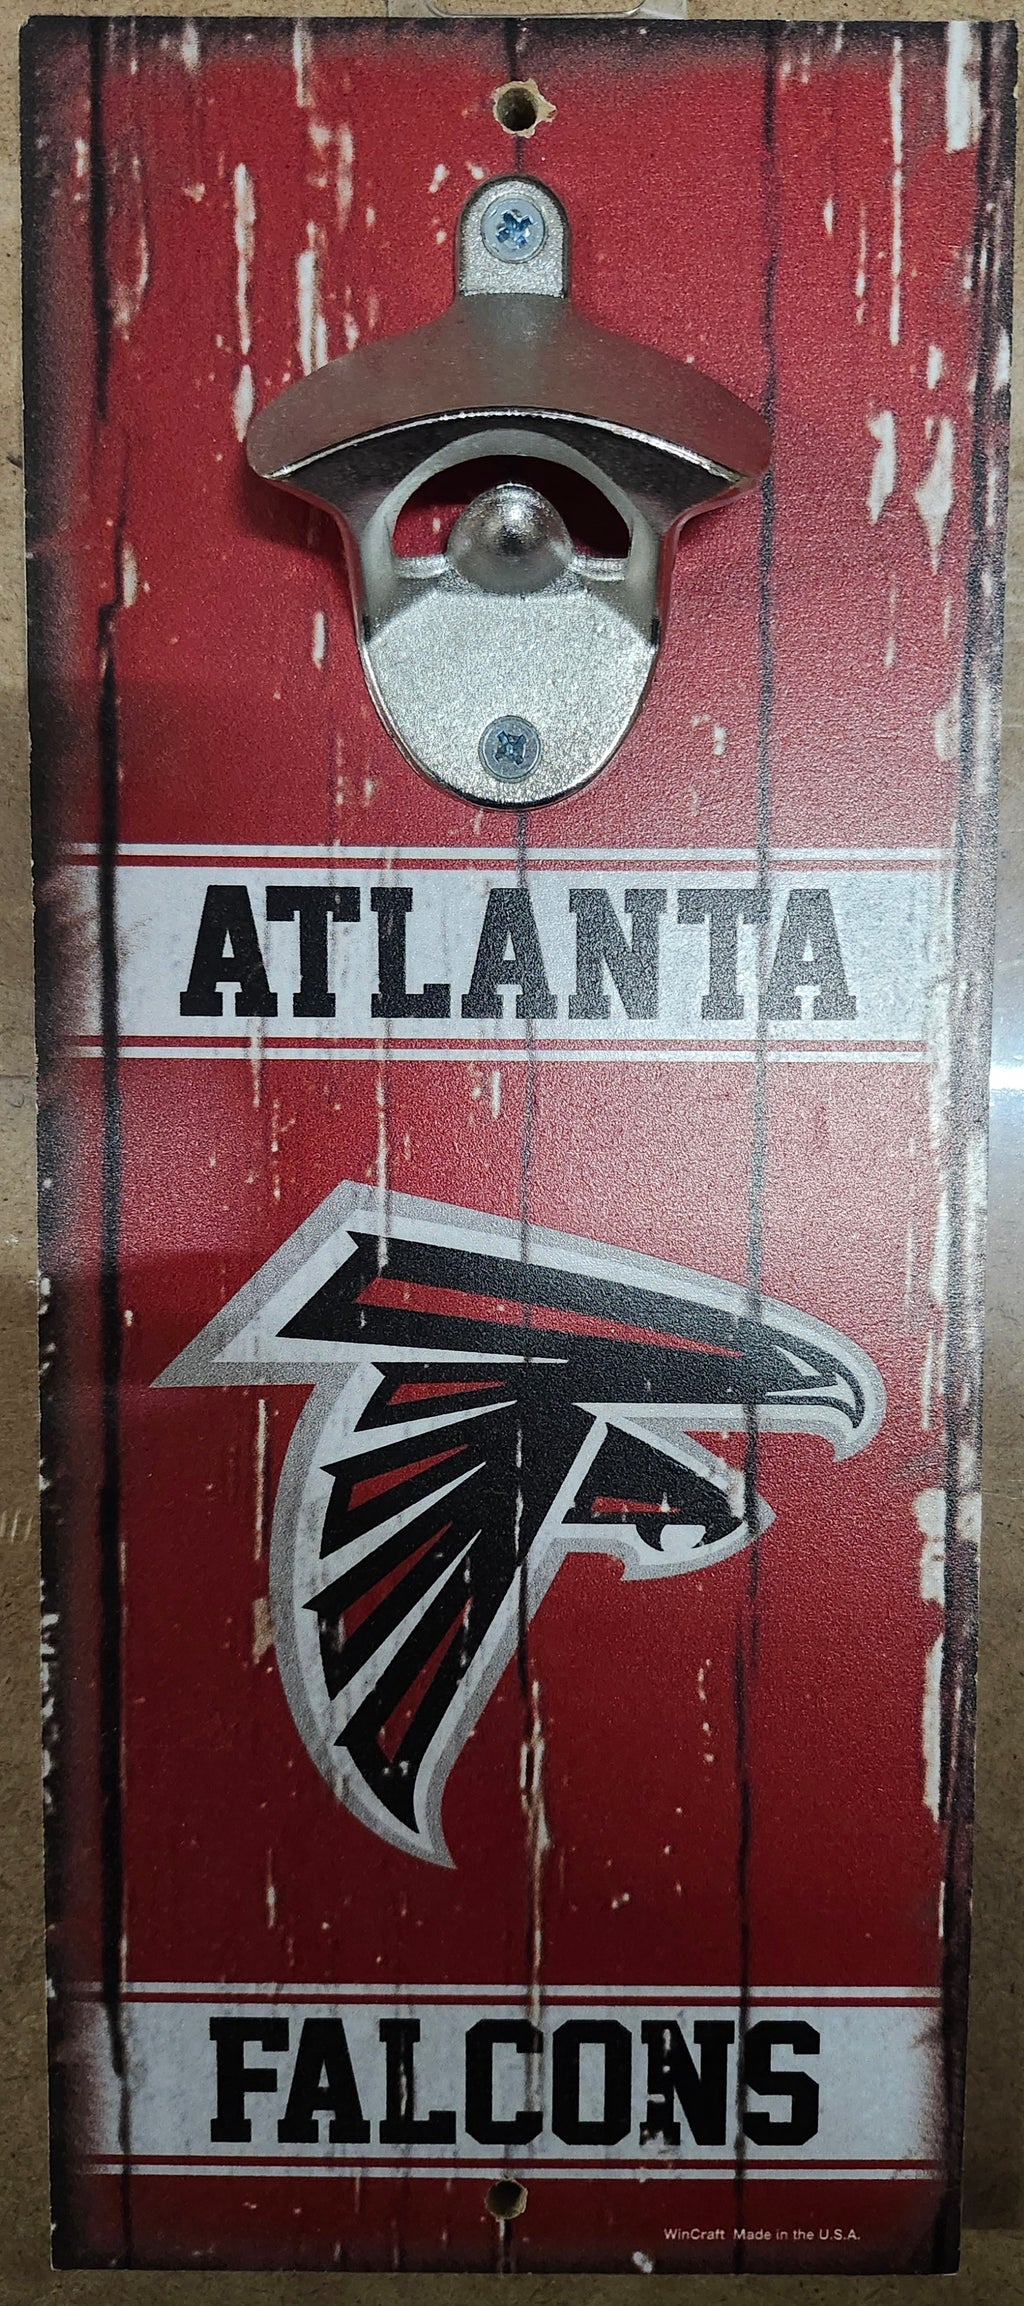 ATLANTA
FALCONS
WinCraft Made in the U.S.A.